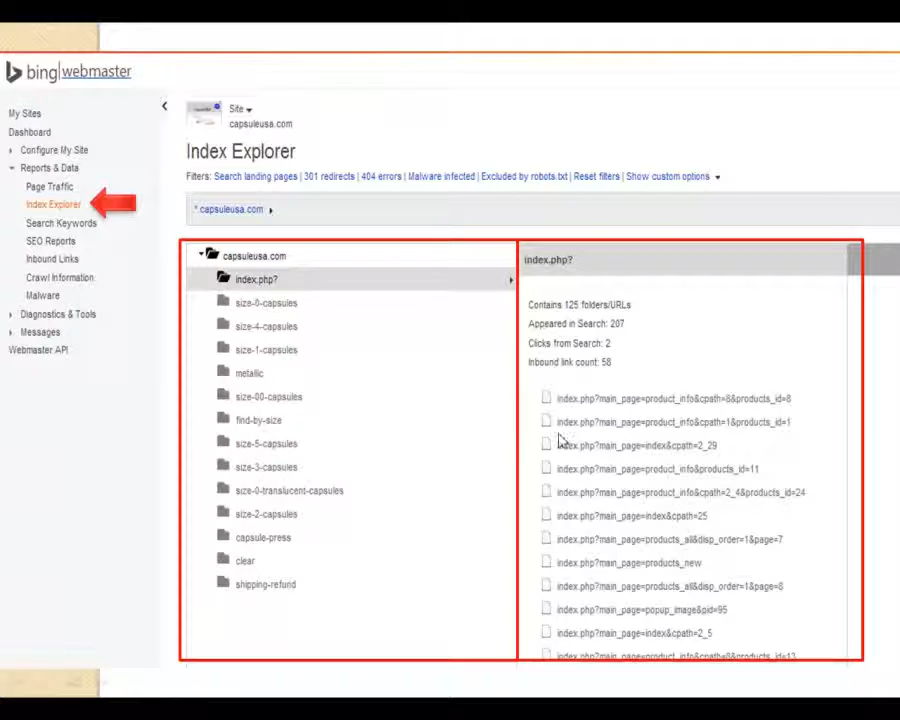 bing|webmaster
My Sites
Dashboard
Configure My Site
Reports & Data
Page Traffic
Index Explorer
Search Keywords
SEO Reports
Inbound Links
Crawl Information
Malware
Diagnostics & Tools
Messages
Webmaster API
Site
capsuleusa.com
Index Explorer
Filters: Search landing pages | 301 redirects | 404 errors | Malware infected | Excluded by robots.txt | Reset filters | Show custom options
* capsuleusa.com
capsuleusa.com
index.php?
size-0-capsules
size-4-capsules
size-1-capsules
metallic
size-00-capsules
find-by-size
size-5-capsules
size-3-capsules
size-0-translucent-capsules
size-2-capsules
capsule-press
clear
shipping-refund
index.php?
Contains 125 folders/URLs
Appeared in Search: 207
Clicks from Search: 2
Inbound link count: 58
index.php?main_page=product_info&cpath=8&products_id=8
index.php?main_page=product_info&cpath=1&products_id=1
index.php?main_page=index&cpath=2_29
index.php?main_page=product_info&products_id=11
index.php?main_page=product_info&cpath=2_4&products_id=24
index.php?main_page=index&cpath=25
index.php?main_page=products_all&disp_order=1&page=7
index.php?main_page=products_new
index.php?main_page=products_all&disp_order=1&page=8
index.php?main_page=popup_image&pid=95
index.php?main_page=index&cpath=2_5
index.php?main_page=product_info&cpath=8&products_id=13